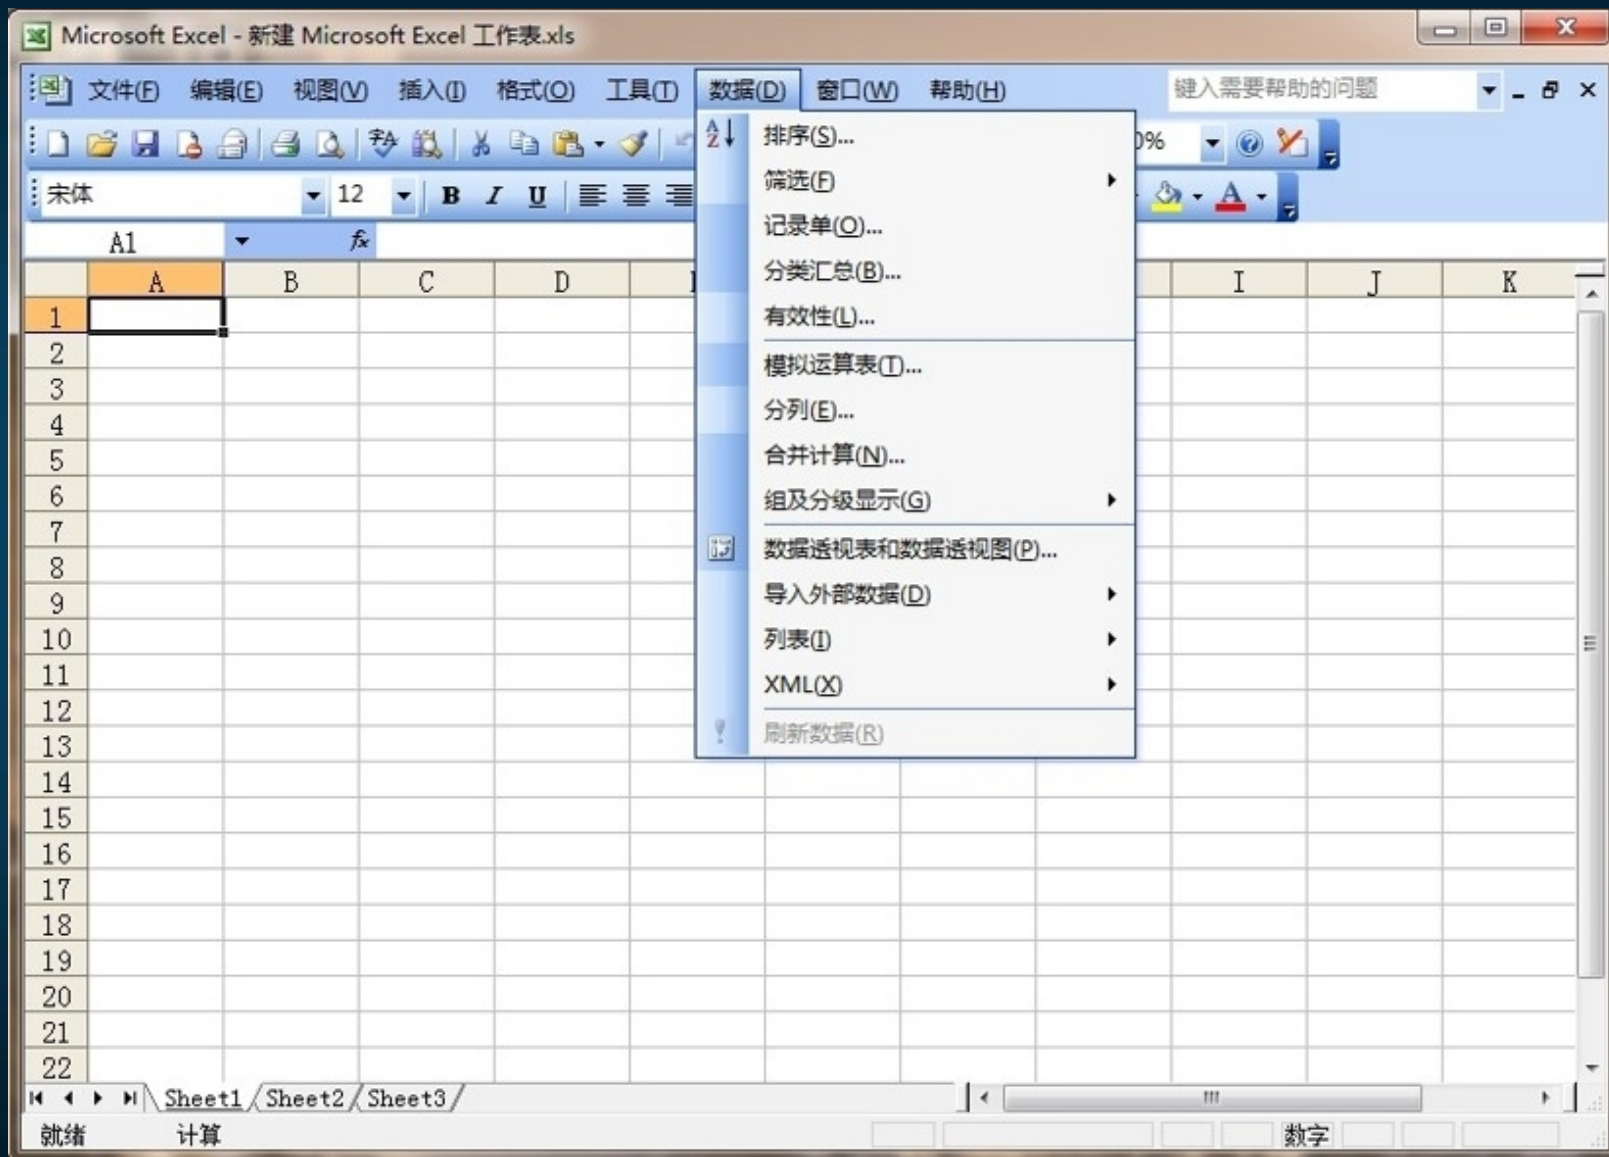 Microsoft Excel - 新建 Microsoft Excel 工作表.xls
文件(F) 编辑(E) 视图(V) 插入(I) 格式(O) 工具(T) 数据(D) 窗口(W) 帮助(H) 键入需要帮助的问题
宋体 12 B I U A
A1 fx
A B C D I J K
1
2
3
4
5
6
7
8
9
10
11
12
13
14
15
16
17
18
19
20
21
22
排序(S)...
筛选(F)
记录单(O)...
分类汇总(B)...
有效性(L)...
模拟运算表(T)...
分列(E)...
合并计算(N)...
组及分级显示(G)
数据透视表和数据透视图(P)...
导入外部数据(D)
列表(I)
XML(X)
刷新数据(R)
Sheet1 Sheet2 Sheet3
就绪 计算 数字